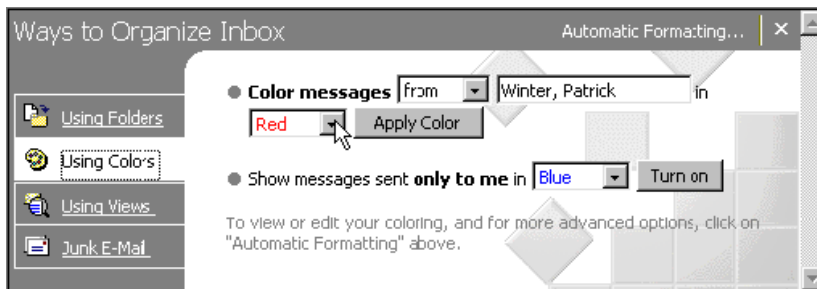 Ways to Organize Inbox
Automatic Formatting...
Color messages from Winter, Patrick in
Red Apply Color
Show messages sent only to me in Blue Turn on
To view or edit your coloring, and for more advanced options, click on
"Automatic Formatting" above.
Using Folders
Using Colors
Using Views
Junk E-Mail